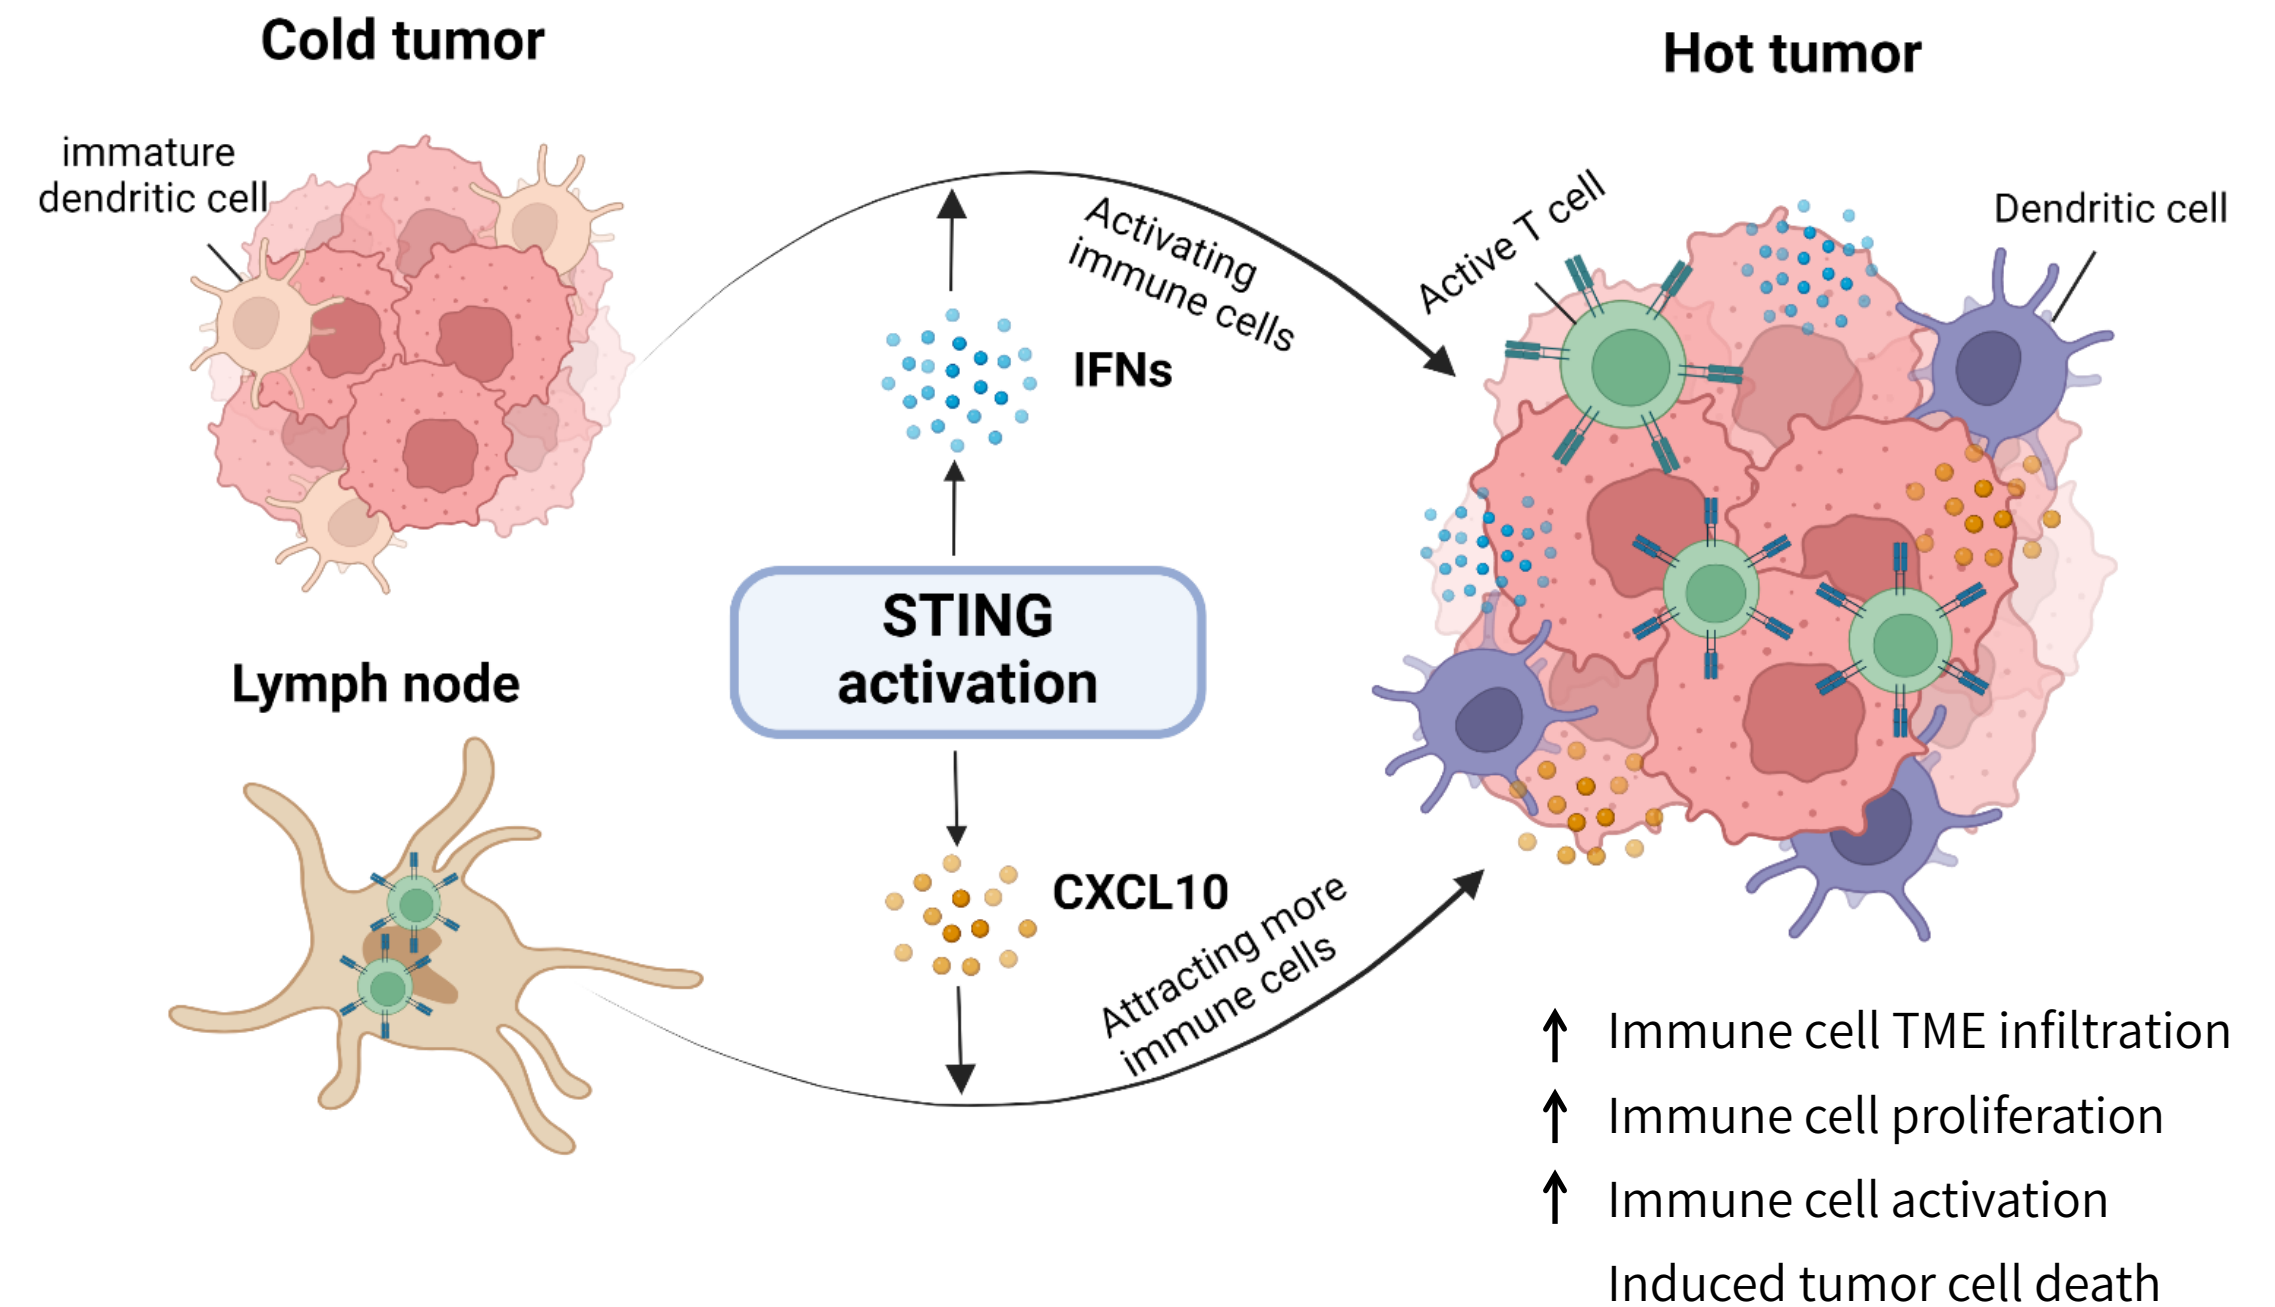 Cold tumor
Hot tumor
immature
dendritic cell
Activating
immune cells
Active T cell
Dendritic cell
IFNs
STING
activation
Lymph node
CXCL10
Attracting more
immune cells
↑ Immune cell TME infiltration
↑ Immune cell proliferation
↑ Immune cell activation
Induced tumor cell death